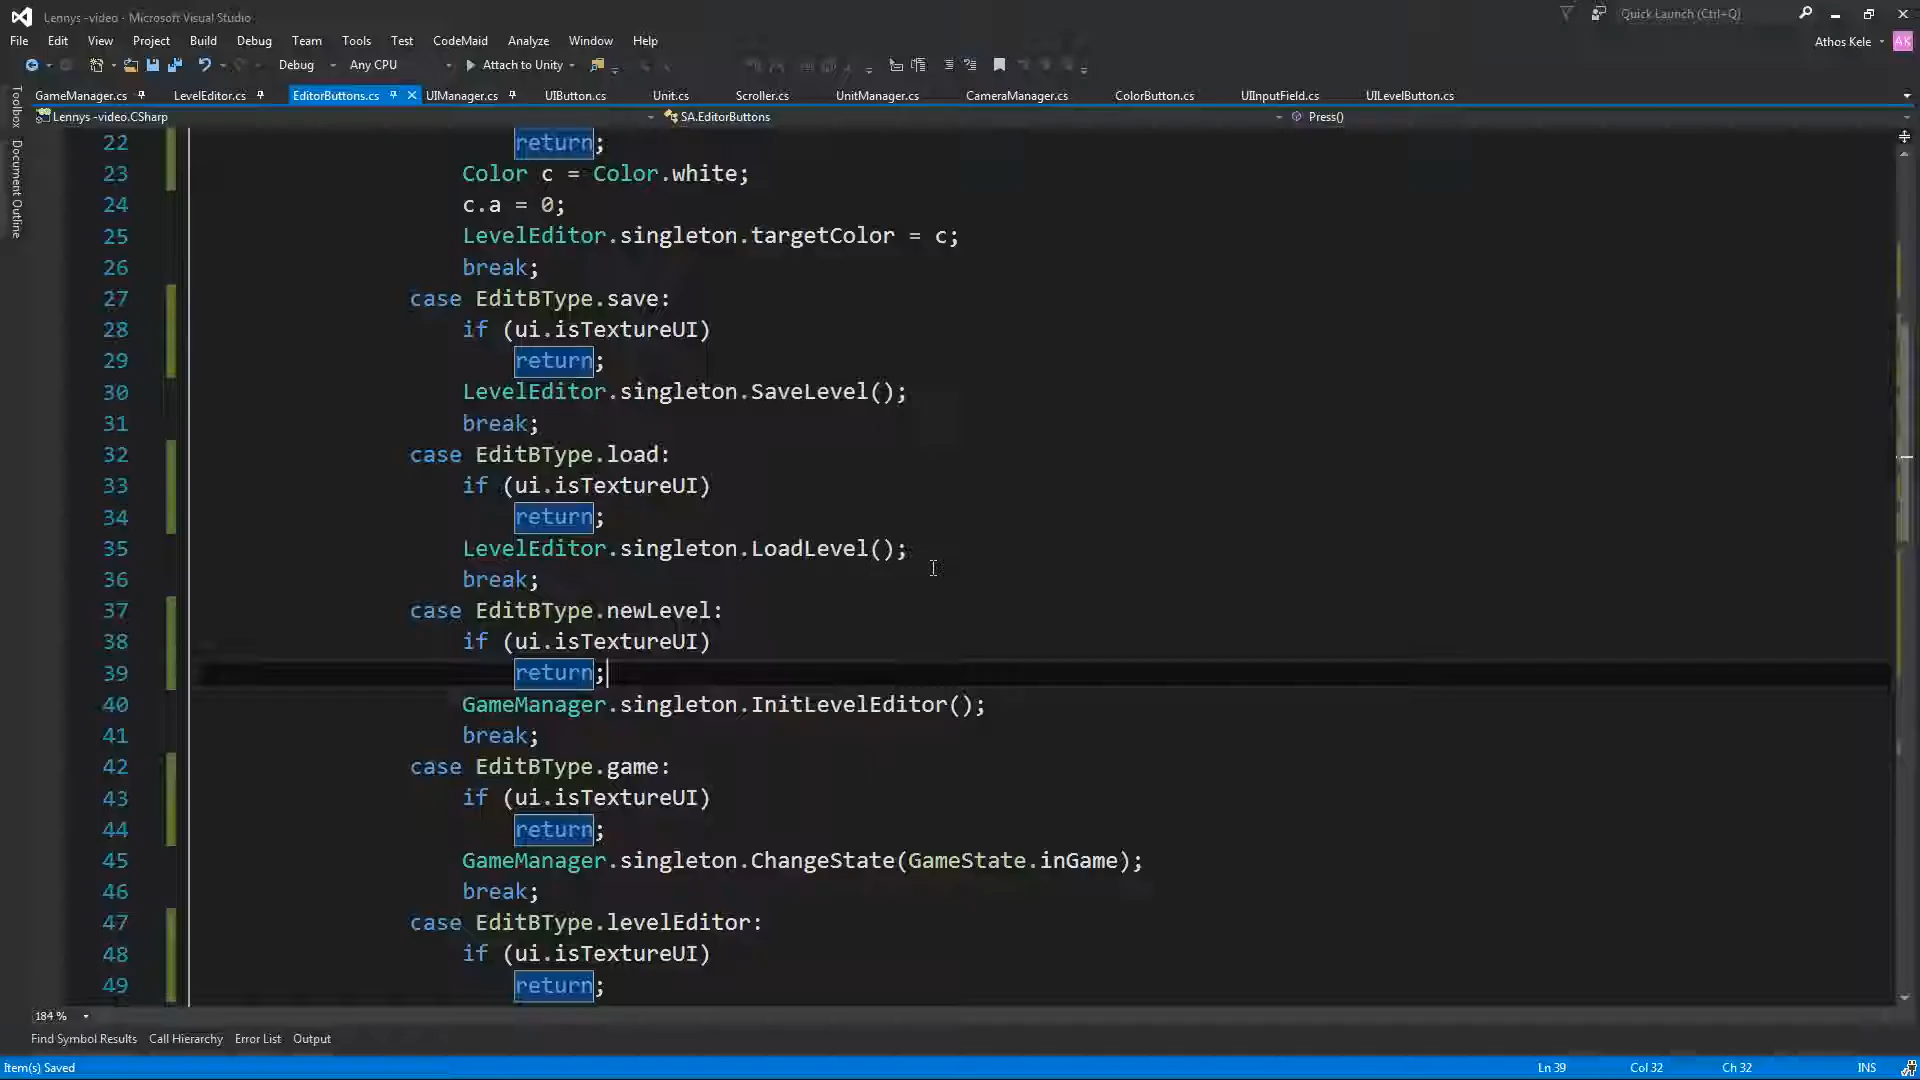 Lennys -video - Microsoft Visual Studio
Quick Launch (Ctrl+Q)
File Edit View Project Build Debug Team Tools Test CodeMaid Analyze Window Help
Athos Kele AK
Debug Any CPU Attach to Unity
GameManager.cs LevelEditor.cs EditorButtons.cs UIManager.cs UIButton.cs Unit.cs Scroller.cs UnitManager.cs CameraManager.cs ColorButton.cs UIInputField.cs UILevelButton.cs
Lennys -video.CSharp SA.EditorButtons Press()
Toolbox
Document Outline
22 return;
23 Color c = Color.white;
24 c.a = 0;
25 LevelEditor.singleton.targetColor = c;
26 break;
27 case EditBType.save:
28 if (ui.isTextureUI)
29 return;
30 LevelEditor.singleton.SaveLevel();
31 break;
32 case EditBType.load:
33 if (ui.isTextureUI)
34 return;
35 LevelEditor.singleton.LoadLevel();
36 break;
37 case EditBType.newLevel:
38 if (ui.isTextureUI)
39 return;
40 GameManager.singleton.InitLevelEditor();
41 break;
42 case EditBType.game:
43 if (ui.isTextureUI)
44 return;
45 GameManager.singleton.ChangeState(GameState.inGame);
46 break;
47 case EditBType.levelEditor:
48 if (ui.isTextureUI)
49 return;
184 %
Find Symbol Results Call Hierarchy Error List Output
Item(s) Saved Ln 39 Col 32 Ch 32 INS